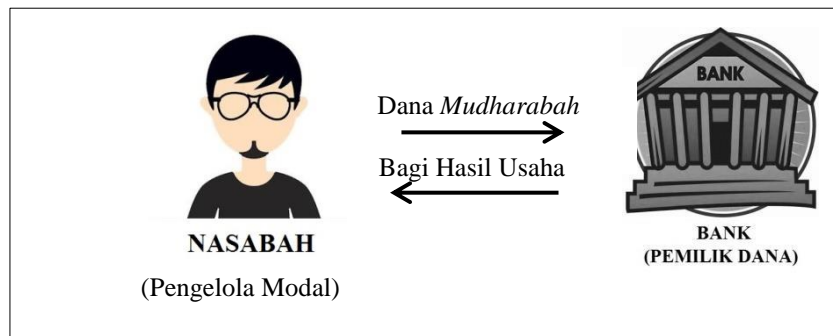 BANK
Dana Mudharabah
Bagi Hasil Usaha
NASABAH
(Pengelola Modal)
BANK
(PEMILIK DANA)